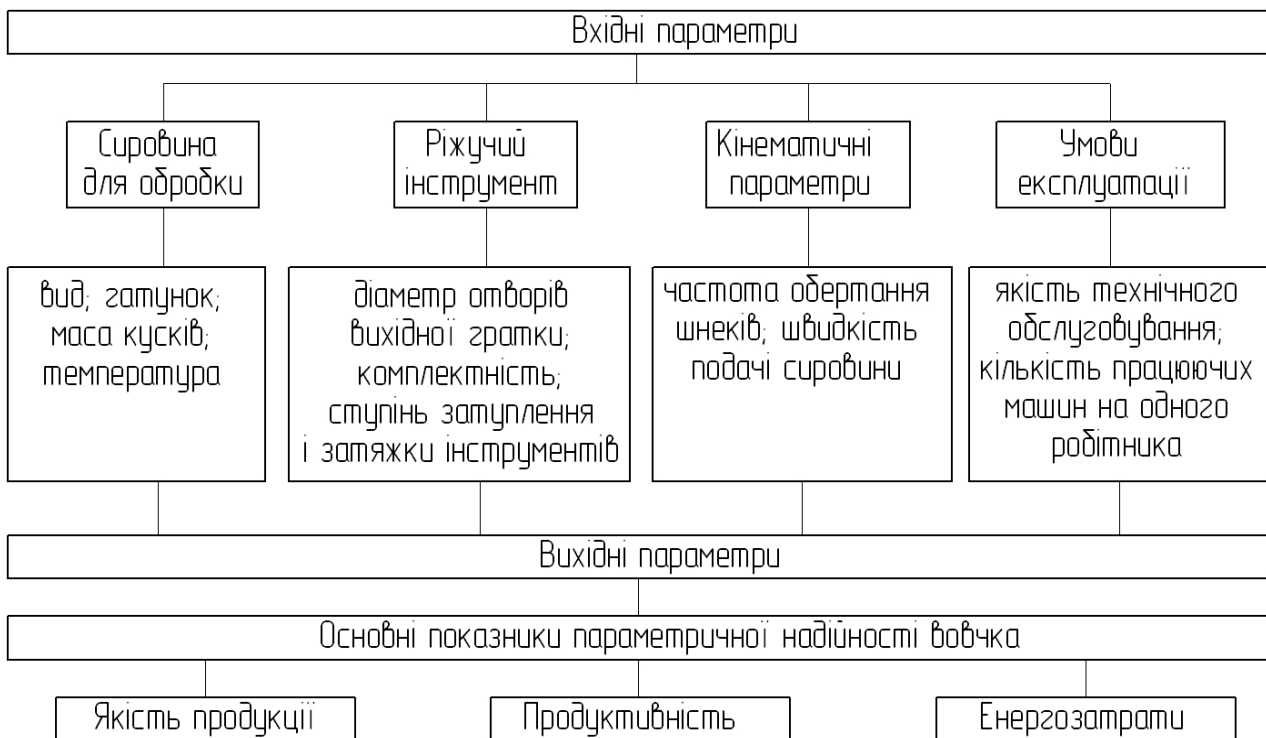 Вхідні параметри
Сировина
для обробки
Ріжучий
інструмент
Кінематичні
параметри
Умови
експлуатації
вид; гатунок;
маса кусків;
температура
діаметр отворів
вихідної гратки;
комплектність;
ступінь затуплення
і затяжки інструментів
частота обертання
шнеків; швидкість
подачі сировини
якість технічного
обслуговування;
кількість працюючих
машин на одного
робітника
Вихідні параметри
Основні показники параметричної надійності вовчка
Якість продукції
Продуктивність
Енергозатрати